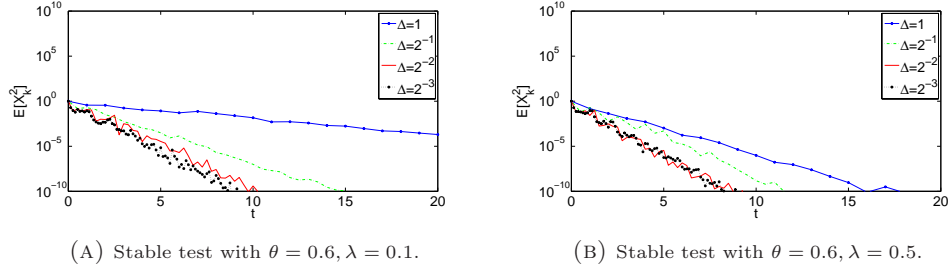 10^10
10^5
10^0
10^−5
10^−10
E[X_k^2]
0 5 10 15 20
t
Δ=1
Δ=2^−1
Δ=2^−2
Δ=2^−3
(A) Stable test with θ = 0.6, λ = 0.1.
10^10
10^5
10^0
10^−5
10^−10
E[X_k^2]
0 5 10 15 20
t
Δ=1
Δ=2^−1
Δ=2^−2
Δ=2^−3
(B) Stable test with θ = 0.6, λ = 0.5.